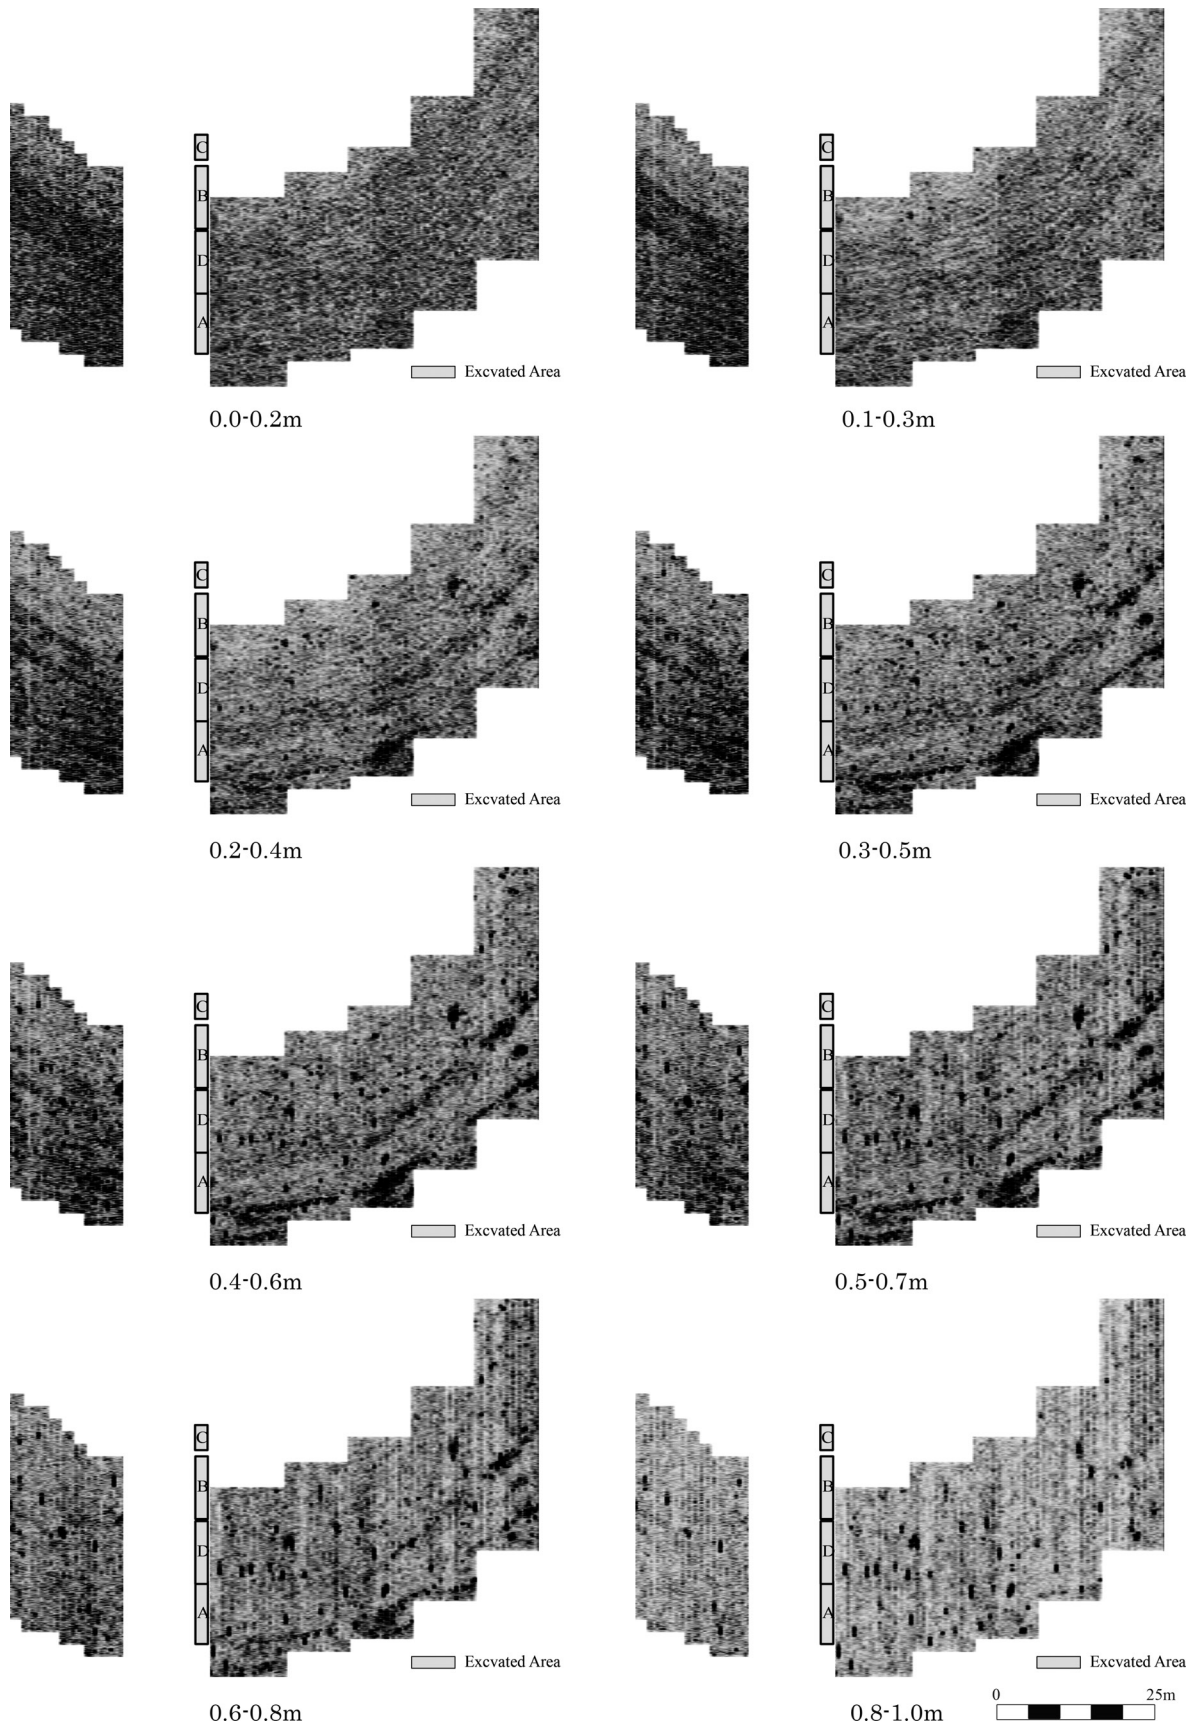 C C
B B
D D
A A
Excvated Area Excvated Area
0.0-0.2m 0.1-0.3m
C C
B B
D D
A A
Excvated Area Excvated Area
0.2-0.4m 0.3-0.5m
C C
B B
D D
A A
Excvated Area Excvated Area
0.4-0.6m 0.5-0.7m
C C
B B
D D
A A
Excvated Area Excvated Area
0.6-0.8m 0.8-1.0m
0 25m